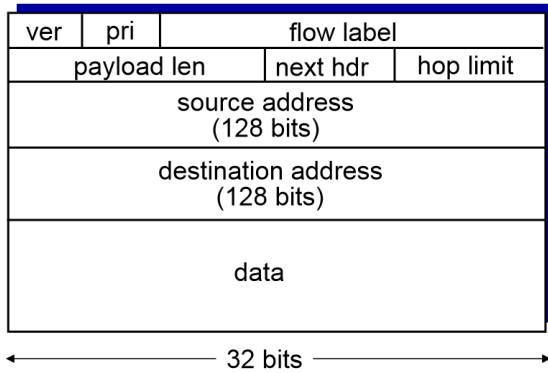 ver pri flow label
payload len next hdr hop limit
source address
(128 bits)
destination address
(128 bits)
data
32 bits